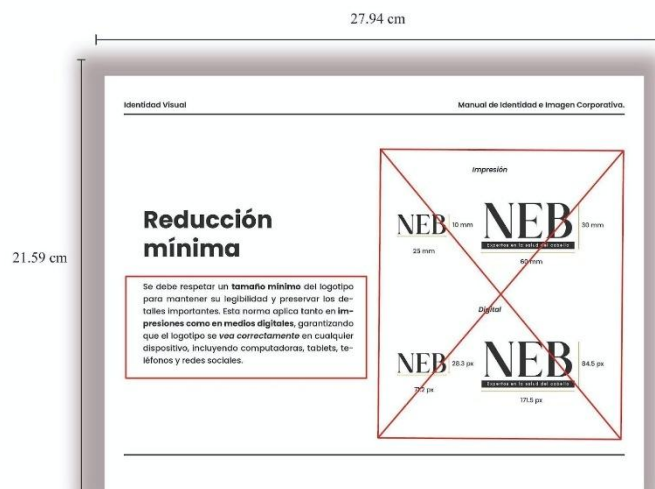 27.94 cm
21.59 cm
Identidad Visual
Manual de Identidad e Imagen Corporativa.
Reducción
mínima
Se debe respetar un tamaño mínimo del logotipo
para mantener su legibilidad y preservar los de-
talles importantes. Esta norma aplica tanto en im-
presiones como en medios digitales, garantizando
que el logotipo se vea correctamente en cualquier
dispositivo, incluyendo computadoras, tablets, te-
léfonos y redes sociales.
Impresión
NEB
10 mm
25 mm
NEB
Expertos en la salud del cabello
30 mm
60 mm
Digital
NEB
28.3 px
NEB
Expertos en la salud del cabello
84.5 px
171.5 px